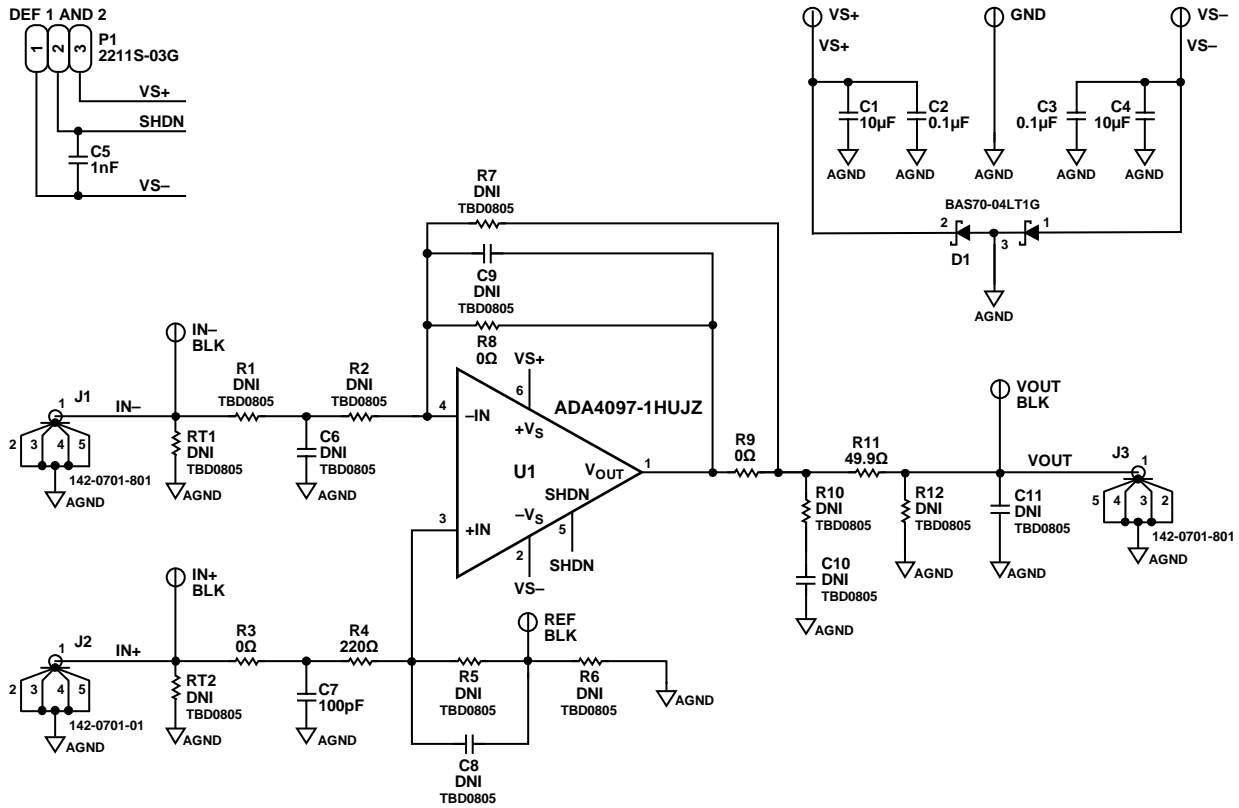 DEF 1 AND 2
1
2
3
P1
2211S-03G
VS+
SHDN
C5
1nF
VS–
VS+
VS+
GND
VS–
VS–
C1
10µF
C2
0.1µF
C3
0.1µF
C4
10µF
AGND
AGND
AGND
AGND
AGND
BAS70-04LT1G
2
3
1
D1
AGND
R7
DNI
TBD0805
C9
DNI
TBD0805
R8
0Ω
IN–
BLK
J1
1
IN–
2
3
4
5
142-0701-801
AGND
RT1
DNI
TBD0805
AGND
R1
DNI
TBD0805
C6
DNI
TBD0805
AGND
R2
DNI
TBD0805
VS+
6
ADA4097-1HUJZ
4
–IN
+VS
U1
VOUT
1
SHDN
–VS
5
3
+IN
2
SHDN
VS–
R9
0Ω
R11
49.9Ω
R10
DNI
TBD0805
C10
DNI
TBD0805
AGND
R12
DNI
TBD0805
AGND
VOUT
BLK
C11
DNI
TBD0805
AGND
VOUT
J3
1
5
4
3
2
142-0701-801
AGND
IN+
BLK
J2
1
IN+
2
3
4
5
142-0701-01
AGND
RT2
DNI
TBD0805
AGND
R3
0Ω
C7
100pF
AGND
R4
220Ω
REF
BLK
R5
DNI
TBD0805
R6
DNI
TBD0805
AGND
C8
DNI
TBD0805